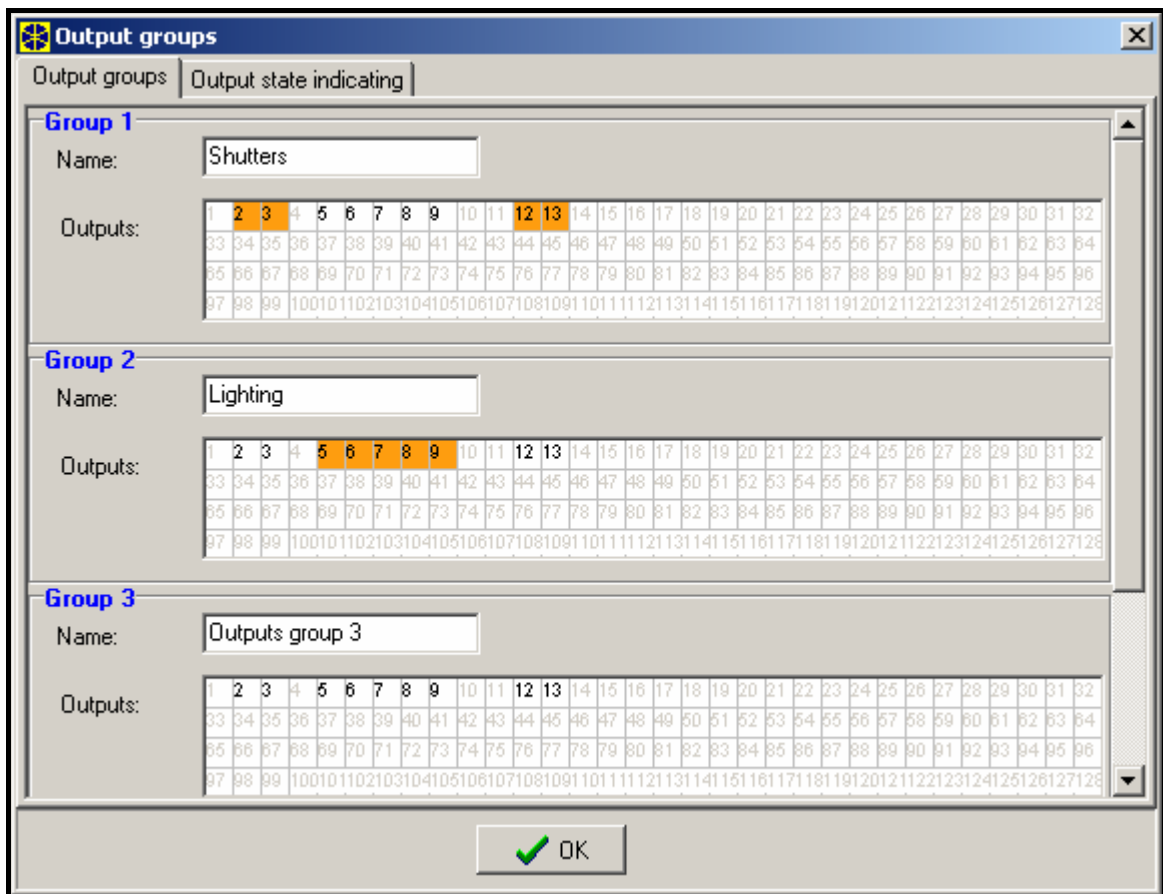 Output groups
Output groups Output state indicating
Group 1
Name: Shutters
Outputs:
1 2 3 4 5 6 7 8 9 10 11 12 13 14 15 16 17 18 19 20 21 22 23 24 25 26 27 28 29 30 31 32
33 34 35 36 37 38 39 40 41 42 43 44 45 46 47 48 49 50 51 52 53 54 55 56 57 58 59 60 61 62 63 64
65 66 67 68 69 70 71 72 73 74 75 76 77 78 79 80 81 82 83 84 85 86 87 88 89 90 91 92 93 94 95 96
97 98 99 100 101 102 103 104 105 106 107 108 109 110 111 112 113 114 115 116 117 118 119 120 121 122 123 124 125 126 127 128
Group 2
Name: Lighting
Outputs:
1 2 3 4 5 6 7 8 9 10 11 12 13 14 15 16 17 18 19 20 21 22 23 24 25 26 27 28 29 30 31 32
33 34 35 36 37 38 39 40 41 42 43 44 45 46 47 48 49 50 51 52 53 54 55 56 57 58 59 60 61 62 63 64
65 66 67 68 69 70 71 72 73 74 75 76 77 78 79 80 81 82 83 84 85 86 87 88 89 90 91 92 93 94 95 96
97 98 99 100 101 102 103 104 105 106 107 108 109 110 111 112 113 114 115 116 117 118 119 120 121 122 123 124 125 126 127 128
Group 3
Name: Outputs group 3
Outputs:
1 2 3 4 5 6 7 8 9 10 11 12 13 14 15 16 17 18 19 20 21 22 23 24 25 26 27 28 29 30 31 32
33 34 35 36 37 38 39 40 41 42 43 44 45 46 47 48 49 50 51 52 53 54 55 56 57 58 59 60 61 62 63 64
65 66 67 68 69 70 71 72 73 74 75 76 77 78 79 80 81 82 83 84 85 86 87 88 89 90 91 92 93 94 95 96
97 98 99 100 101 102 103 104 105 106 107 108 109 110 111 112 113 114 115 116 117 118 119 120 121 122 123 124 125 126 127 128
OK